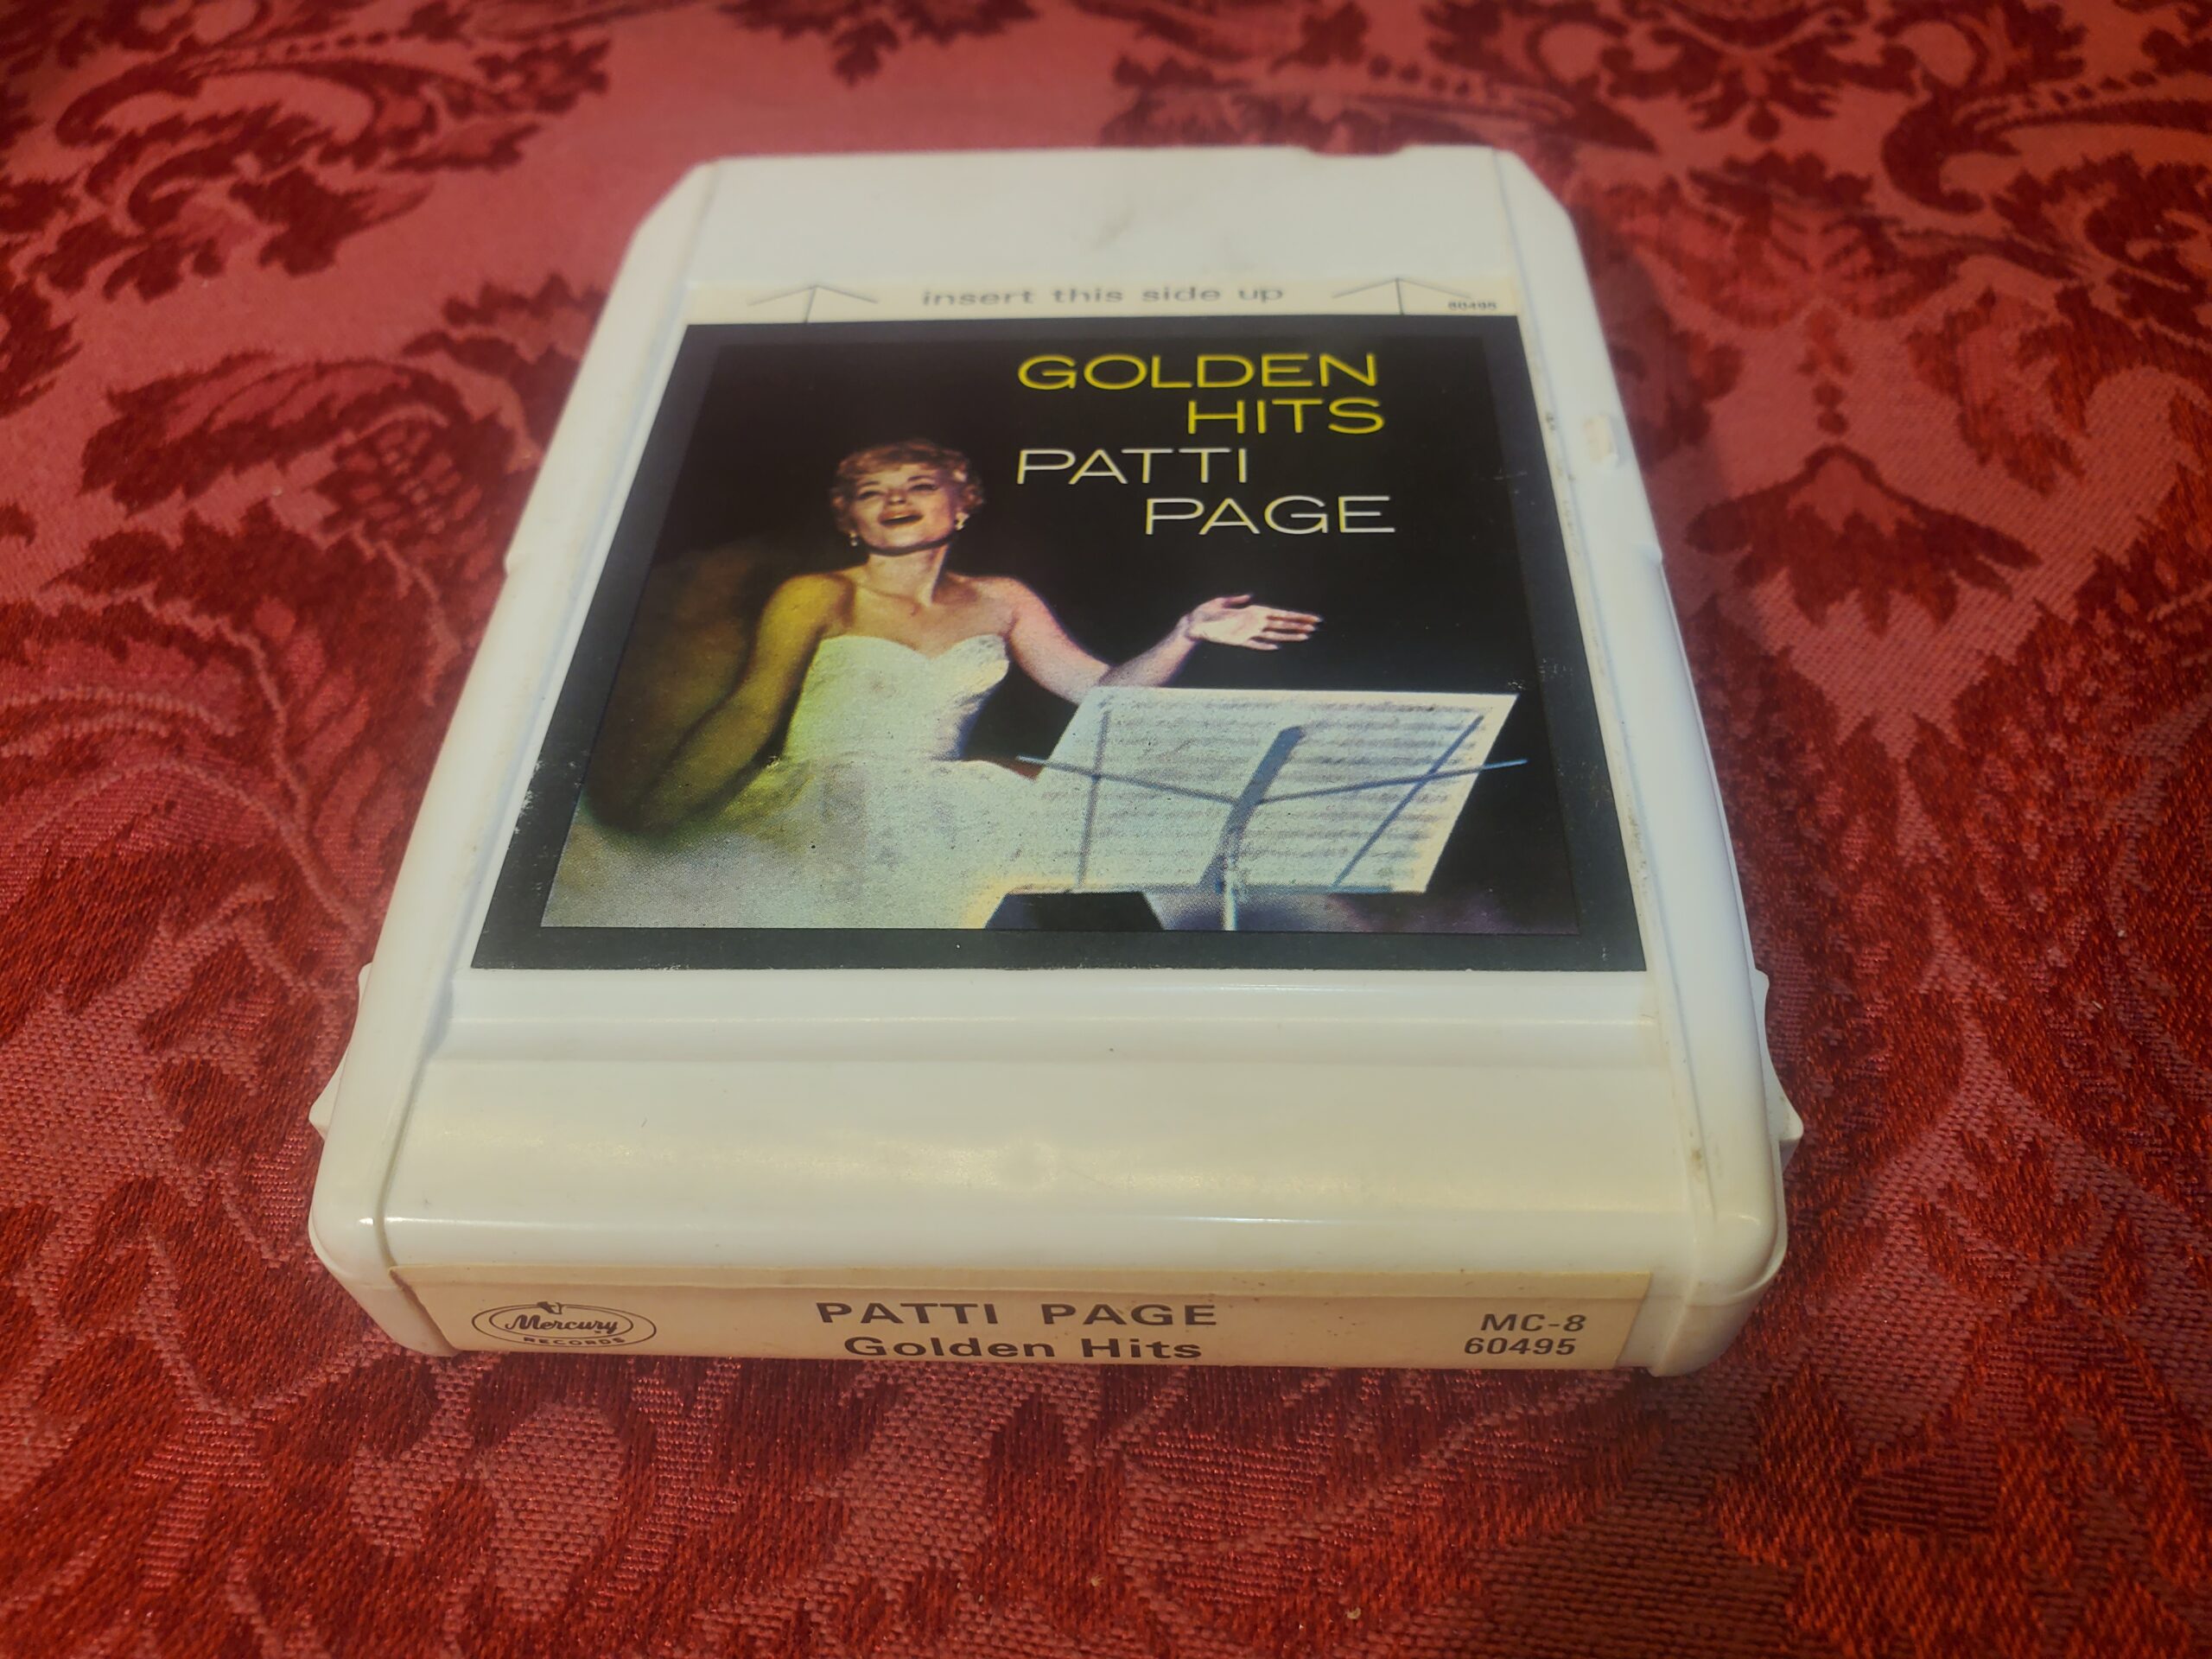 insert this side up
60495
GOLDEN
HITS
PATTI
PAGE
Mercury
RECORDS
PATTI PAGE
Golden Hits
MC-8
60495